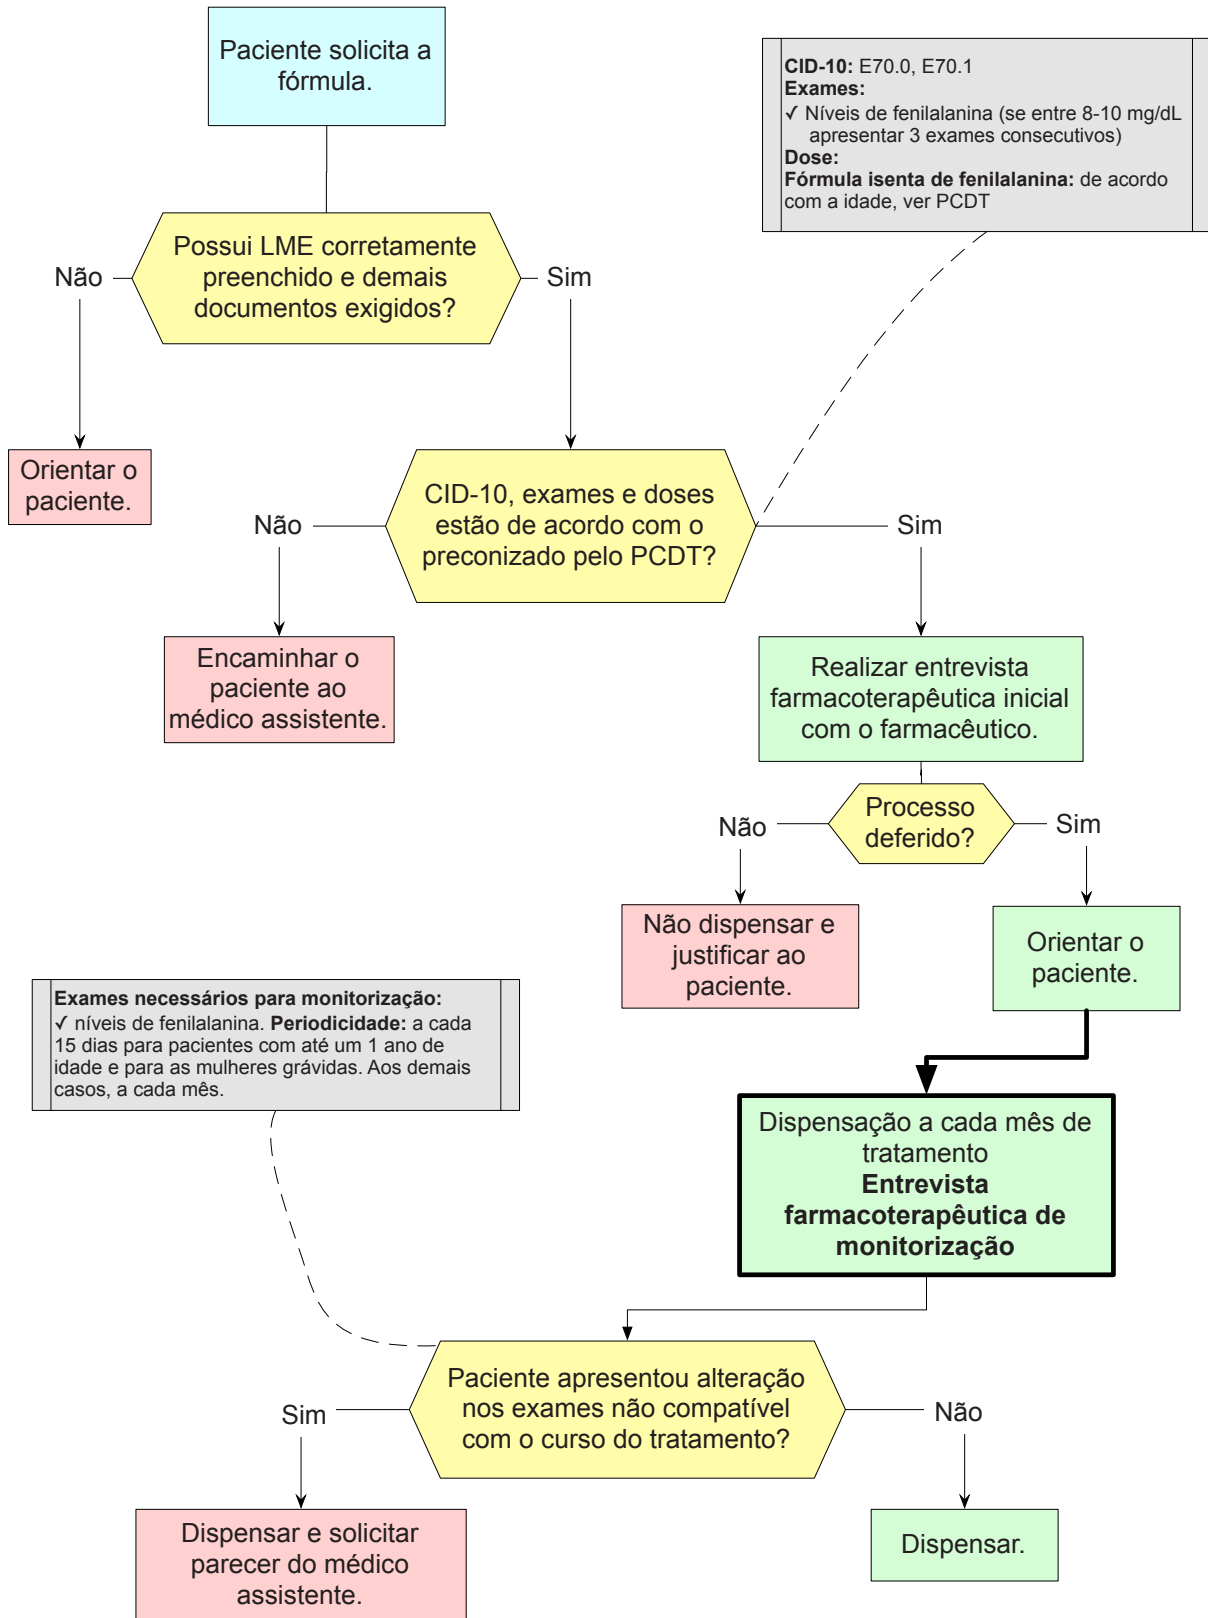 Paciente solicita a
fórmula.
CID-10: E70.0, E70.1
Exames:
✓ Níveis de fenilalanina (se entre 8-10 mg/dL
apresentar 3 exames consecutivos)
Dose:
Fórmula isenta de fenilalanina: de acordo
com a idade, ver PCDT
Possui LME corretamente
preenchido e demais
documentos exigidos?
Não
Sim
Orientar o
paciente.
CID-10, exames e doses
estão de acordo com o
preconizado pelo PCDT?
Não
Sim
Encaminhar o
paciente ao
médico assistente.
Realizar entrevista
farmacoterapêutica inicial
com o farmacêutico.
Processo
deferido?
Não
Sim
Não dispensar e
justificar ao
paciente.
Orientar o
paciente.
Exames necessários para monitorização:
✓ níveis de fenilalanina. Periodicidade: a cada
15 dias para pacientes com até um 1 ano de
idade e para as mulheres grávidas. Aos demais
casos, a cada mês.
Dispensação a cada mês de
tratamento
Entrevista
farmacoterapêutica de
monitorização
Paciente apresentou alteração
nos exames não compatível
com o curso do tratamento?
Sim
Não
Dispensar e solicitar
parecer do médico
assistente.
Dispensar.